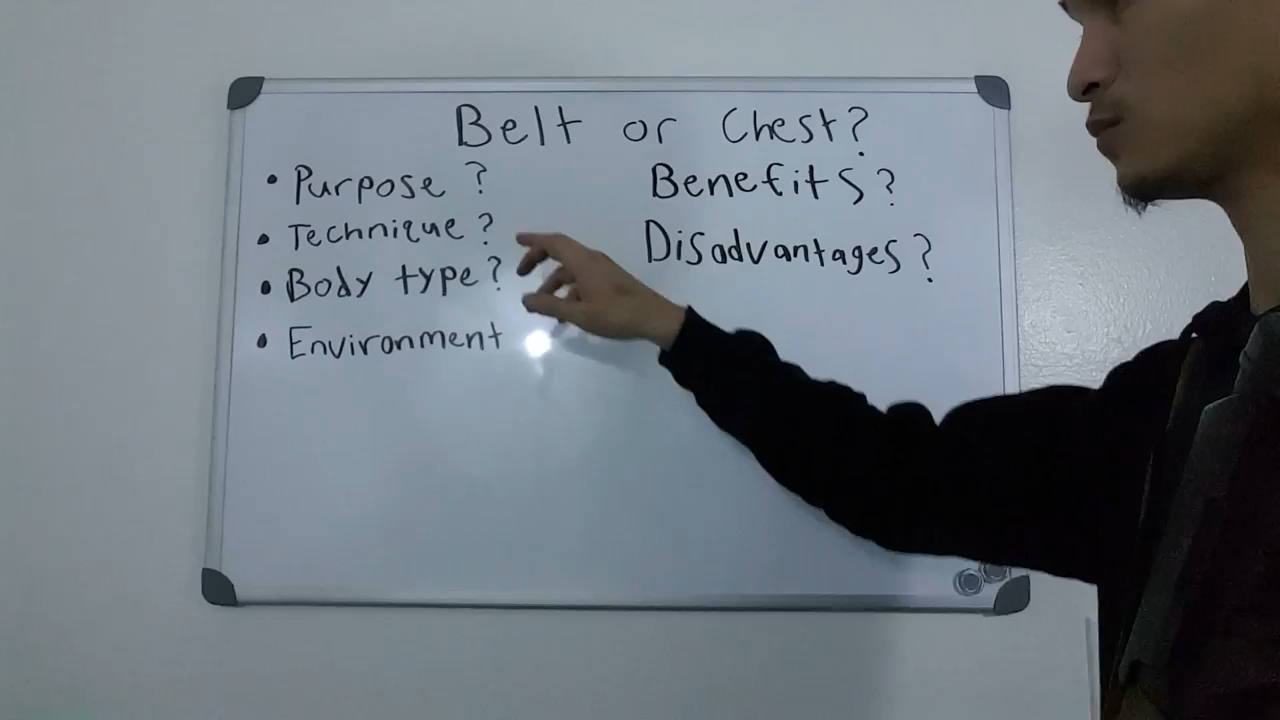 Belt or Chest?
• Purpose ?
• Technique ?
• Body type ?
• Environment
Benefits ?
Disadvantages ?